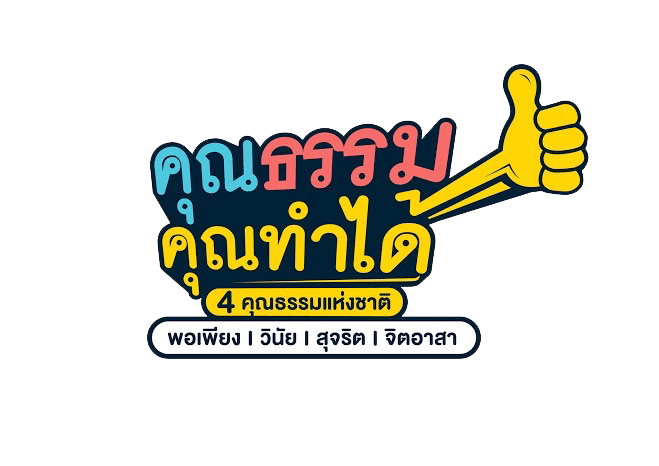 คุณธรรม
คุณทำได้
4 คุณธรรมแห่งชาติ
พอเพียง | วินัย | สุจริต | จิตอาสา